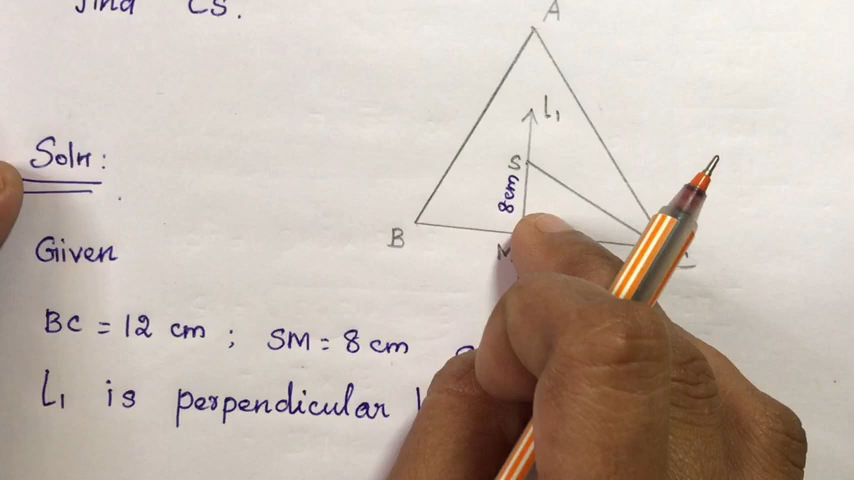 find CS.
A
l₁
S
8cm
Soln:
B
M
Given
BC = 12 cm ; SM = 8 cm
L₁ is perpendicular